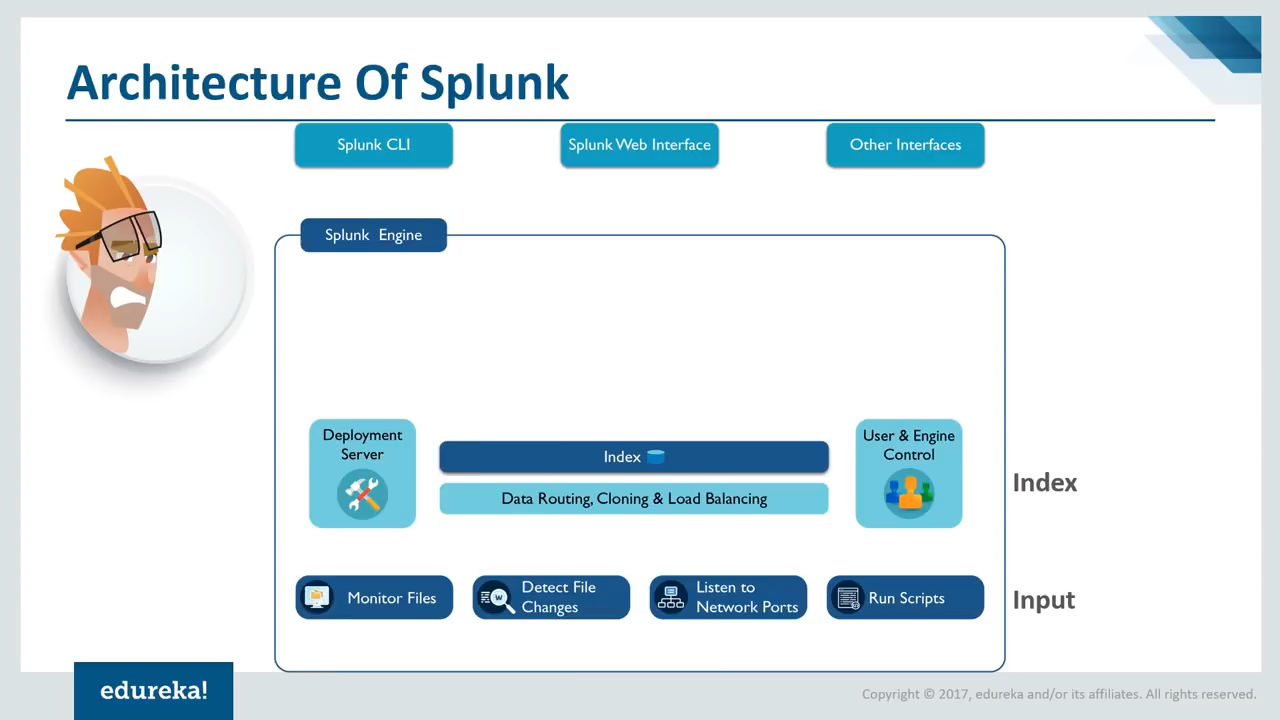 Architecture Of Splunk
Splunk CLI
Splunk Web Interface
Other Interfaces
Splunk Engine
Deployment
Server
Index
Data Routing, Cloning & Load Balancing
User & Engine
Control
Index
Monitor Files
Detect File
Changes
W
Listen to
Network Ports
Run Scripts
Input
edureka!
Copyright © 2017, edureka and/or its affiliates. All rights reserved.